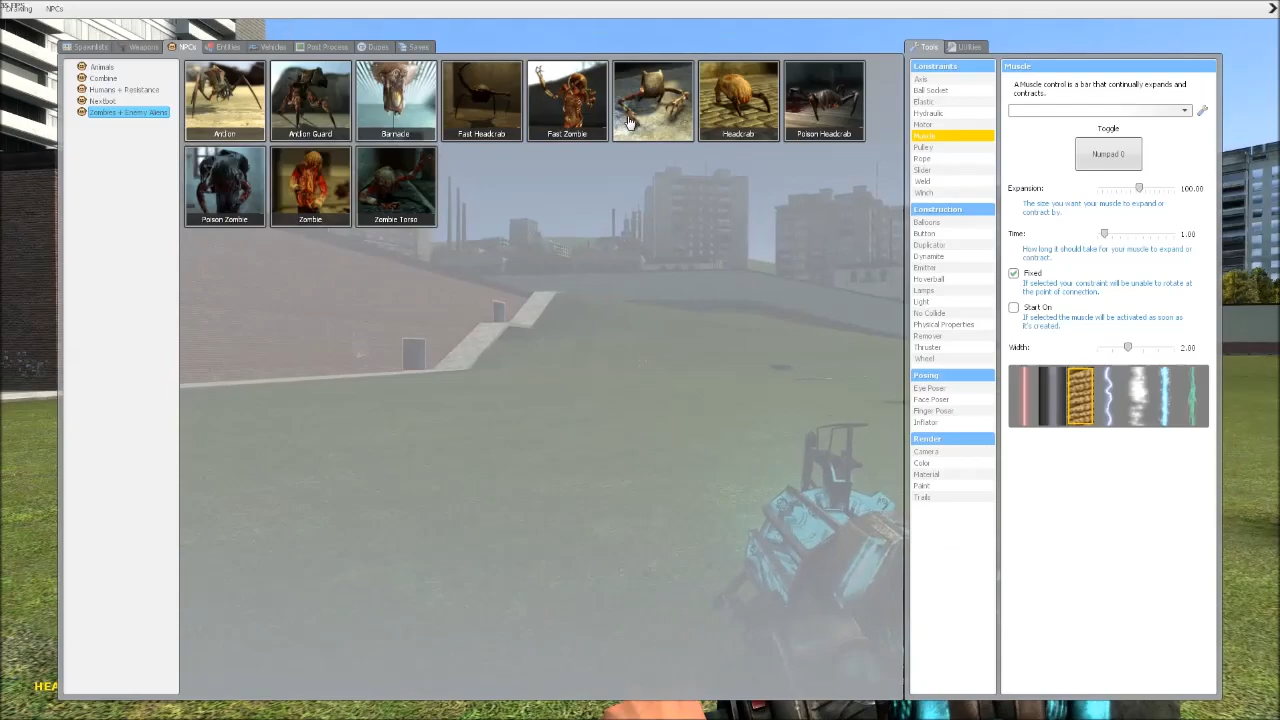 Drawing NPCs
Spawnlists Weapons NPCs Entities Vehicles Post Process Dupes Saves
Animals
Combine
Humans + Resistance
Nextbot
Zombies + Enemy Aliens
Antlion Antlion Guard Barnacle Fast Headcrab Fast Zombie Headcrab Poison Headcrab
Poison Zombie Zombie Zombie Torso
Tools Utilities
Constraints
Axis
Ball Socket
Elastic
Hydraulic
Motor
Muscle
Pulley
Rope
Slider
Weld
Winch
Construction
Balloons
Button
Duplicator
Dynamite
Emitter
Hoverball
Lamps
Light
No Collide
Physical Properties
Remover
Thruster
Wheel
Posing
Eye Poser
Face Poser
Finger Poser
Inflator
Render
Camera
Color
Material
Paint
Trails
Muscle
A Muscle control is a bar that continually expands and
contracts.
Toggle
Numpad 0
Expansion: 100.00
The size you want your muscle to expand or
contract by.
Time: 1.00
How long it should take for your muscle to expand or
contract.
Fixed
If selected your constraint will be unable to rotate at
the point of connection.
Start On
If selected the muscle will be activated as soon as
it's created.
Width: 2.00